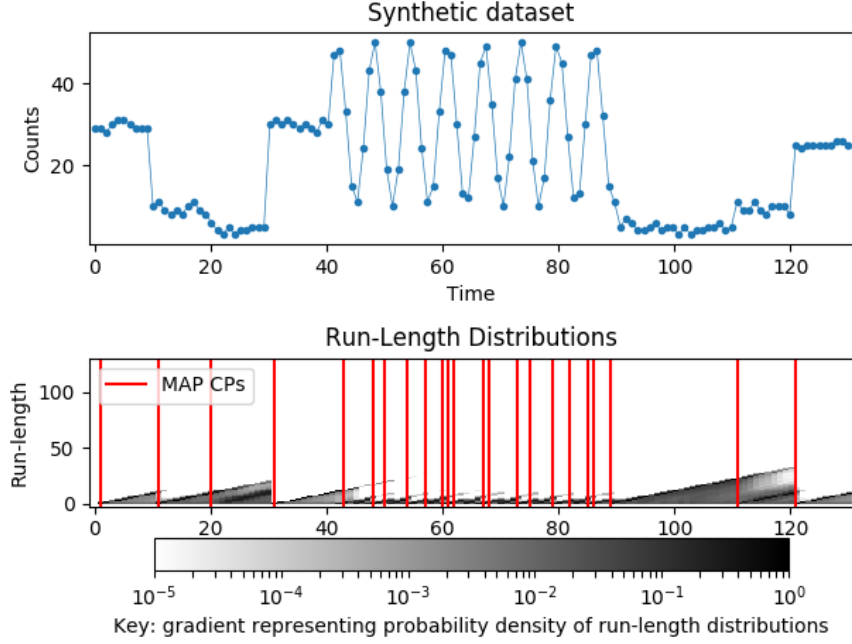 Synthetic dataset
Counts
40
20
0 20 40 60 80 100 120
Time
Run-Length Distributions
Run-length
100
50
0
MAP CPs
0 20 40 60 80 100 120
10⁻⁵ 10⁻⁴ 10⁻³ 10⁻² 10⁻¹ 10⁰
Key: gradient representing probability density of run-length distributions